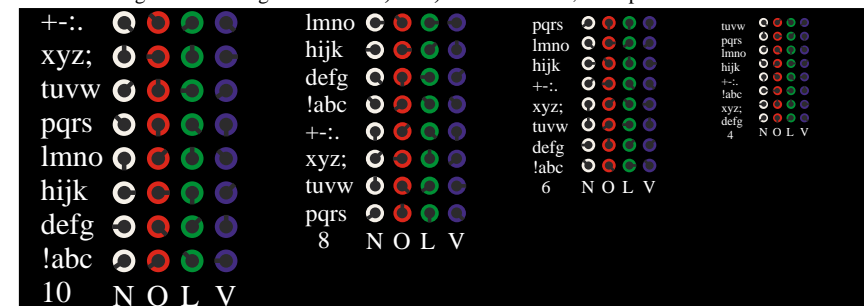 +-:.
xyz;
tuvw
pqrs
lmno
hijk
defg
!abc
10 N O L V
lmno
hijk
defg
!abc
+-:.
xyz;
tuvw
pqrs
8 N O L V
pqrs
lmno
hijk
+-:.
xyz;
tuvw
defg
!abc
6 N O L V
tuvw
pqrs
lmno
hijk
+-:.
!abc
xyz;
defg
4 N O L V